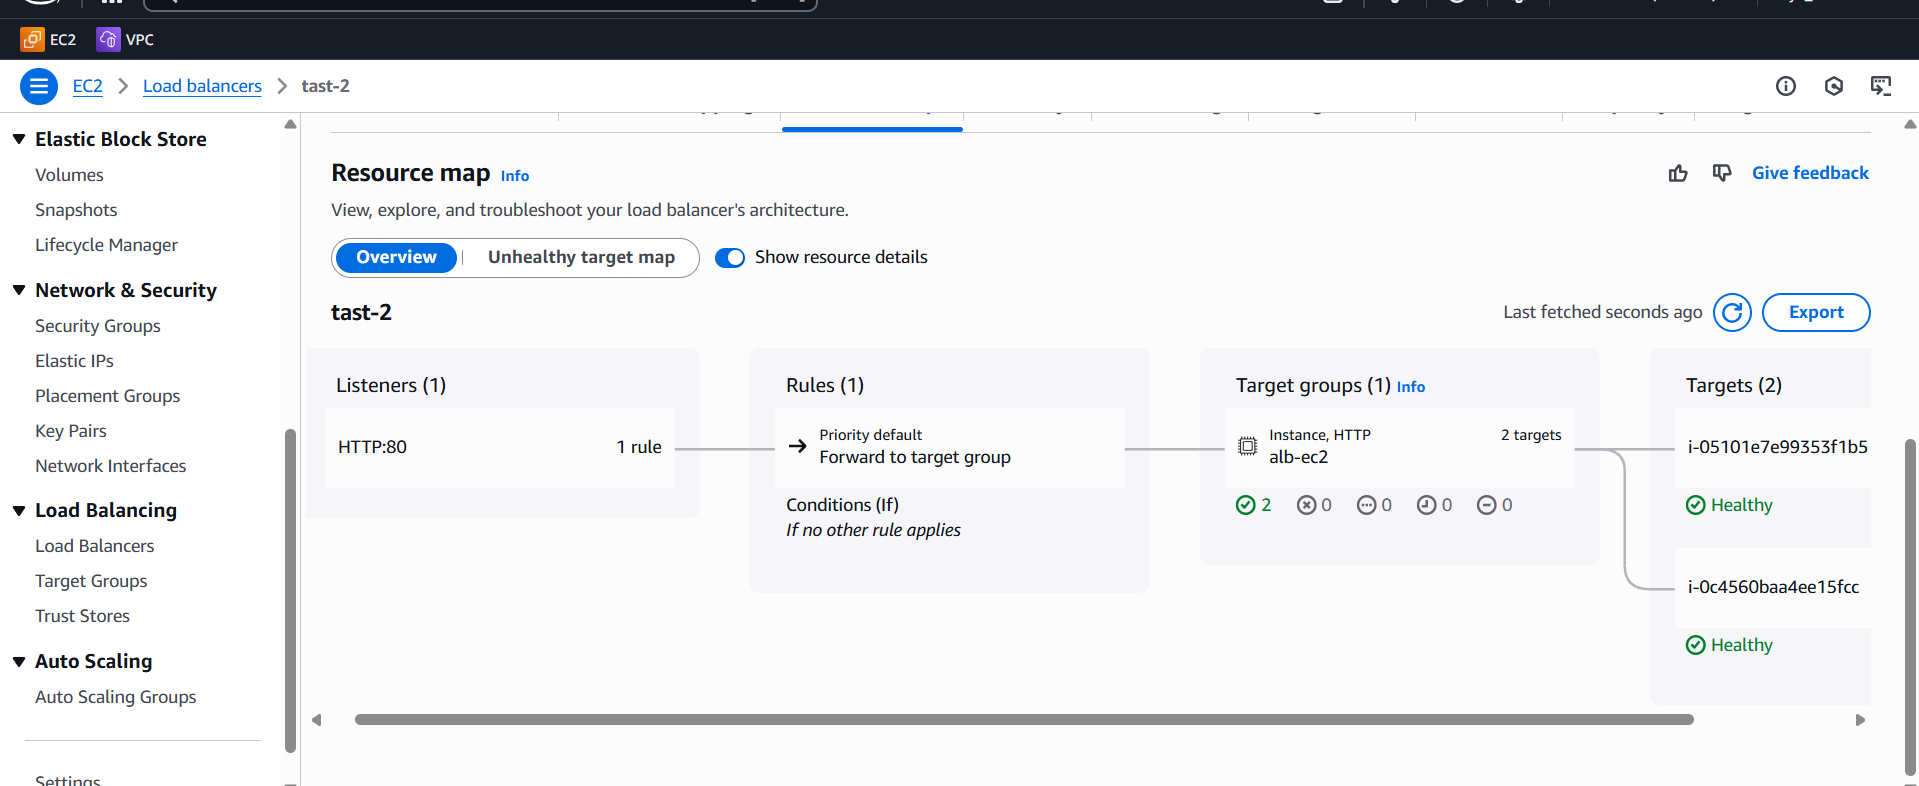 EC2
VPC
EC2
Load balancers
tast-2
Elastic Block Store
Volumes
Snapshots
Lifecycle Manager
Network & Security
Security Groups
Elastic IPs
Placement Groups
Key Pairs
Network Interfaces
Load Balancing
Load Balancers
Target Groups
Trust Stores
Auto Scaling
Auto Scaling Groups
Settings
Resource map Info
Give feedback
View, explore, and troubleshoot your load balancer's architecture.
Overview
Unhealthy target map
Show resource details
tast-2
Last fetched seconds ago
Export
Listeners (1)
HTTP:80
1 rule
Rules (1)
Priority default
Forward to target group
Conditions (If)
If no other rule applies
Target groups (1) Info
Instance, HTTP
2 targets
alb-ec2
2 0 0 0 0
Targets (2)
i-05101e7e99353f1b5
Healthy
i-0c4560baa4ee15fcc
Healthy